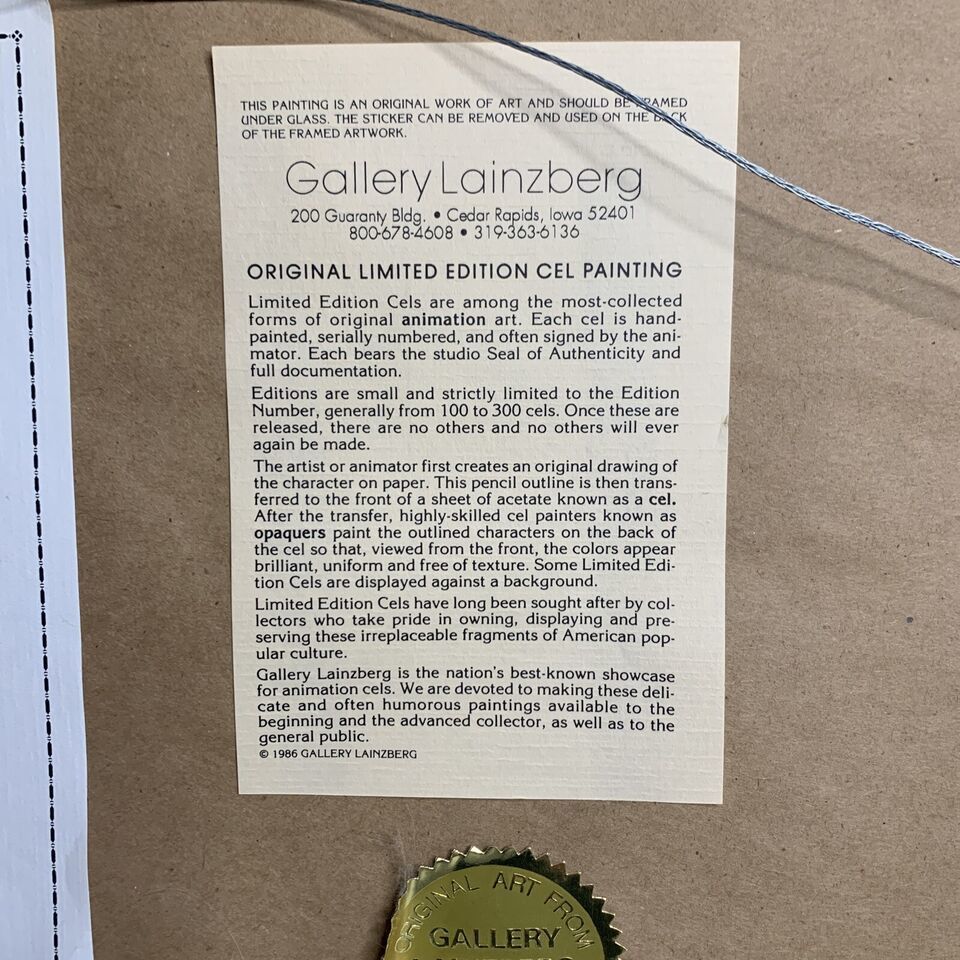 THIS PAINTING IS AN ORIGINAL WORK OF ART AND SHOULD BE FRAMED
UNDER GLASS. THE STICKER CAN BE REMOVED AND USED ON THE BACK
OF THE FRAMED ARTWORK.
Gallery Lainzberg
200 Guaranty Bldg. • Cedar Rapids, Iowa 52401
800-678-4608 • 319-363-6136
ORIGINAL LIMITED EDITION CEL PAINTING
Limited Edition Cels are among the most-collected
forms of original animation art. Each cel is hand-
painted, serially numbered, and often signed by the ani-
mator. Each bears the studio Seal of Authenticity and
full documentation.
Editions are small and strictly limited to the Edition
Number, generally from 100 to 300 cels. Once these are
released, there are no others and no others will ever
again be made.
The artist or animator first creates an original drawing of
the character on paper. This pencil outline is then trans-
ferred to the front of a sheet of acetate known as a cel.
After the transfer, highly-skilled cel painters known as
opaquers paint the outlined characters on the back of
the cel so that, viewed from the front, the colors appear
brilliant, uniform and free of texture. Some Limited Edi-
tion Cels are displayed against a background.
Limited Edition Cels have long been sought after by col-
lectors who take pride in owning, displaying and pre-
serving these irreplaceable fragments of American pop-
ular culture.
Gallery Lainzberg is the nation's best-known showcase
for animation cels. We are devoted to making these deli-
cate and often humorous paintings available to the
beginning and the advanced collector, as well as to the
general public.
© 1986 GALLERY LAINZBERG
ORIGINAL ART FROM
GALLERY